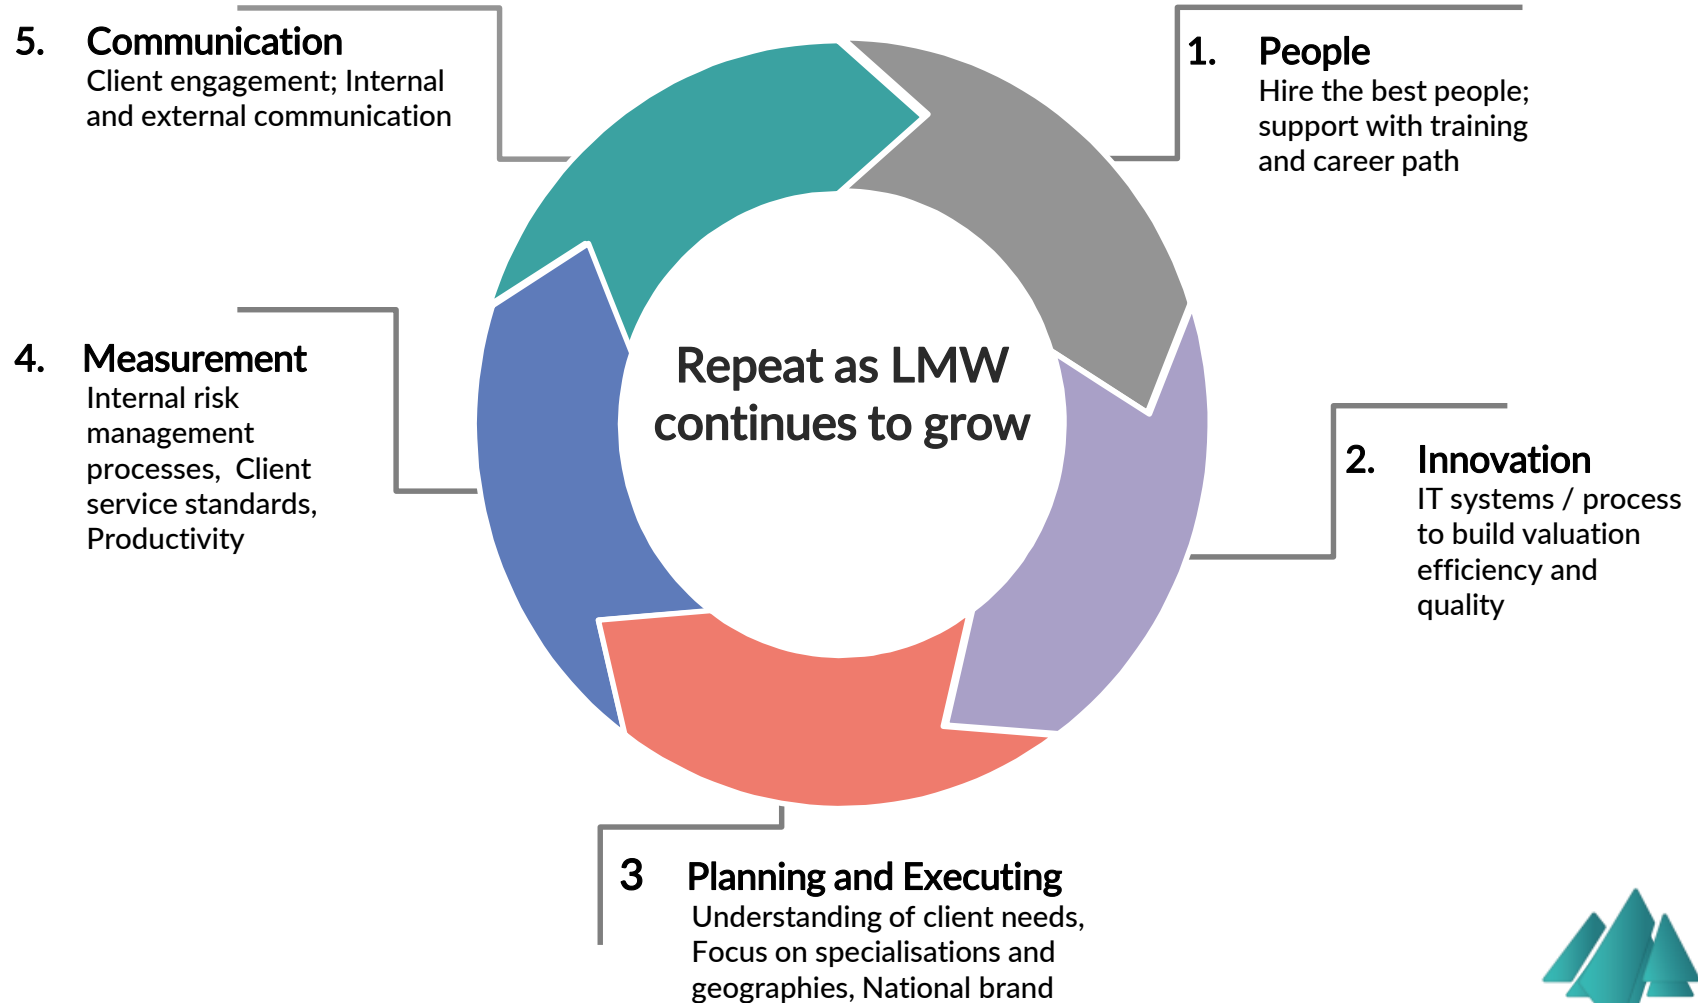 5. Communication
Client engagement; Internal
and external communication
1. People
Hire the best people;
support with training
and career path
4. Measurement
Internal risk
management
processes, Client
service standards,
Productivity
Repeat as LMW
continues to grow
2. Innovation
IT systems / process
to build valuation
efficiency and
quality
3 Planning and Executing
Understanding of client needs,
Focus on specialisations and
geographies, National brand